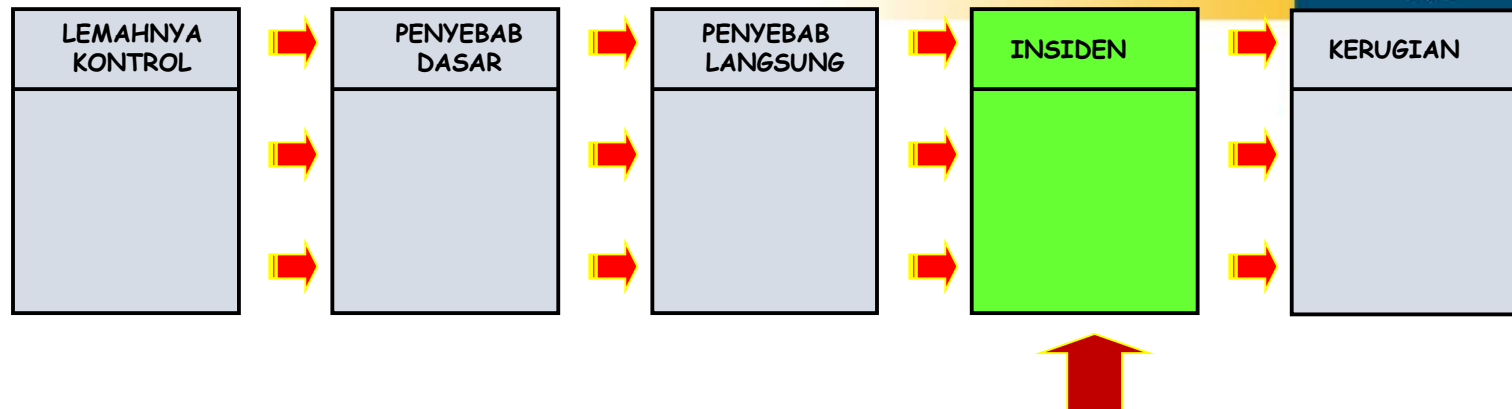 LEMAHNYA
KONTROL
PENYEBAB
DASAR
PENYEBAB
LANGSUNG
INSIDEN
KERUGIAN